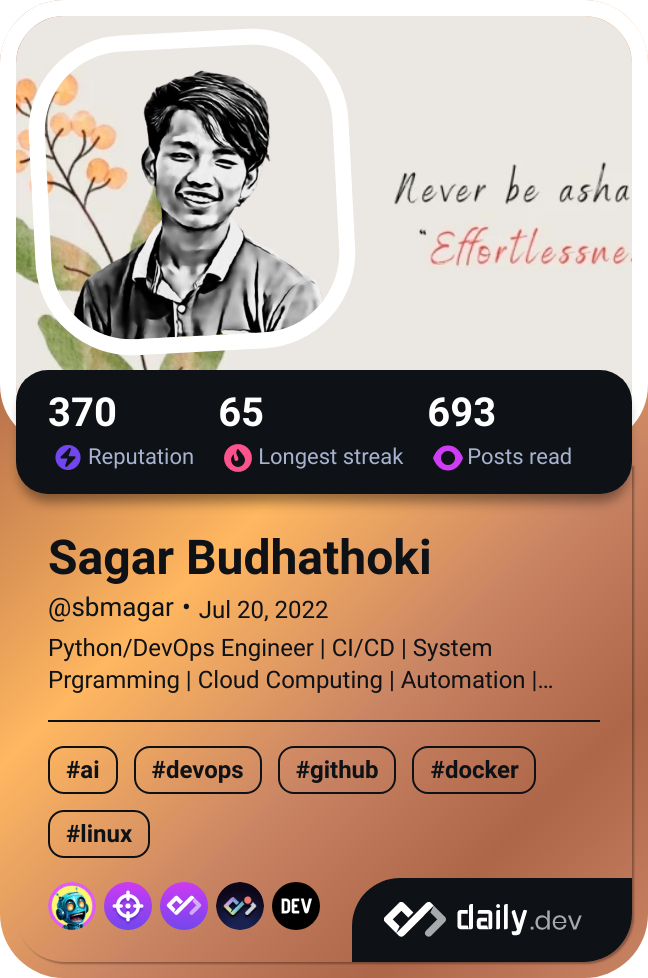 Never be asha
"Effortlessne
370 65 693
Reputation Longest streak Posts read
Sagar Budhathoki
@sbmagar • Jul 20, 2022
Python/DevOps Engineer | CI/CD | System
Prgramming | Cloud Computing | Automation |...
#ai #devops #github #docker
#linux
DEV
daily.dev